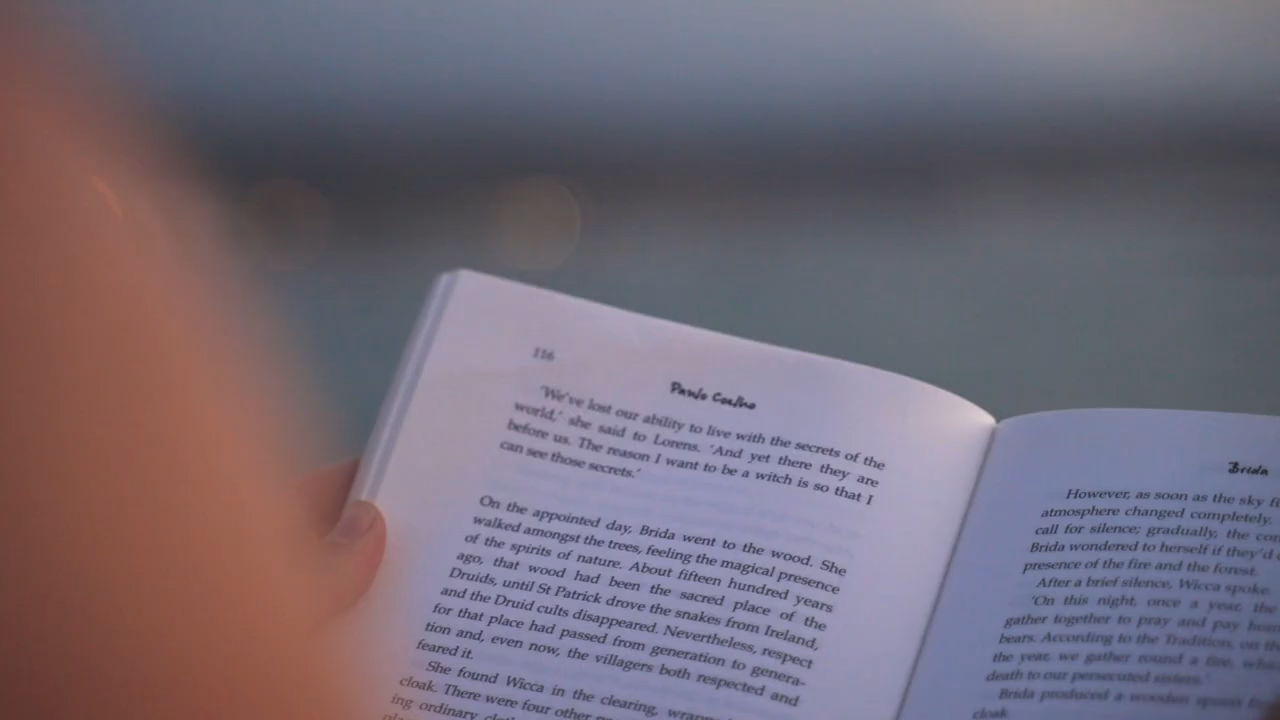 116
Paulo Coelho
'We've lost our ability to live with the secrets of the
world,' she said to Lorens. 'And yet there they are
before us. The reason I want to be a witch is so that I
can see those secrets.'
On the appointed day, Brida went to the wood. She
walked amongst the trees, feeling the magical presence
of the spirits of nature. About fifteen hundred years
ago, that wood had been the sacred place of the
Druids, until St Patrick drove the snakes from Ireland,
and the Druid cults disappeared. Nevertheless, respect
for that place had passed from generation to genera-
tion and, even now, the villagers both respected and
feared it.
She found Wicca in the clearing,
cloak. There were four other
ing ordinary
Brida
However, as soon as the sky
atmosphere changed completely.
call for silence; gradually, the
Brida wondered to herself if
presence of the fire and the forest.
After a brief silence, Wicca spoke.
'On this night, once a year, the
gather together to pray and pay
bears. According to the Tradition, on
the year, we gather round a fire,
death to our persecuted sisters.'
Brida produced a wooden spoon
cloak